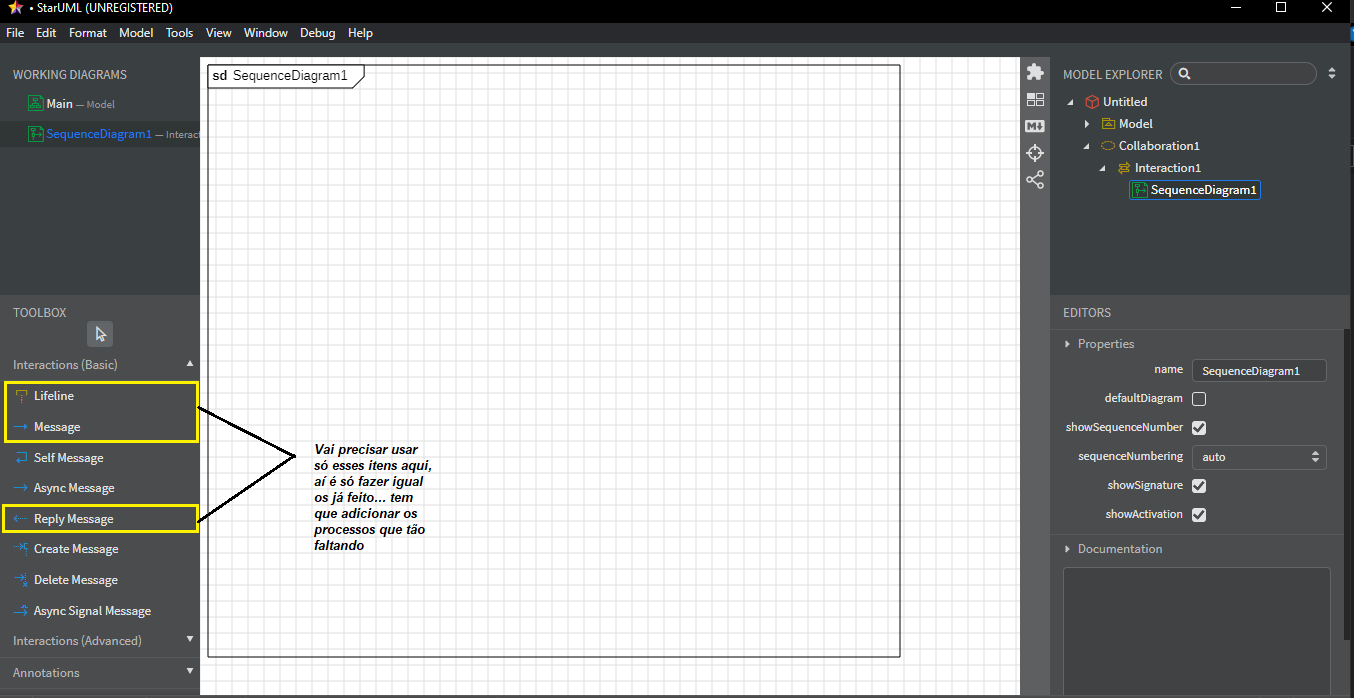 • StarUML (UNREGISTERED)
File Edit Format Model Tools View Window Debug Help
WORKING DIAGRAMS
Main — Model
SequenceDiagram1 — Interact
TOOLBOX
Interactions (Basic)
Lifeline
Message
Self Message
Async Message
Reply Message
Create Message
Delete Message
Async Signal Message
Interactions (Advanced)
Annotations
sd SequenceDiagram1
Vai precisar usar
só esses itens aqui,
aí é só fazer igual
os já feito... tem
que adicionar os
processos que tão
faltando
M
MODEL EXPLORER
Untitled
Model
Collaboration1
Interaction1
SequenceDiagram1
EDITORS
Properties
name SequenceDiagram1
defaultDiagram
showSequenceNumber
sequenceNumbering auto
showSignature
showActivation
Documentation